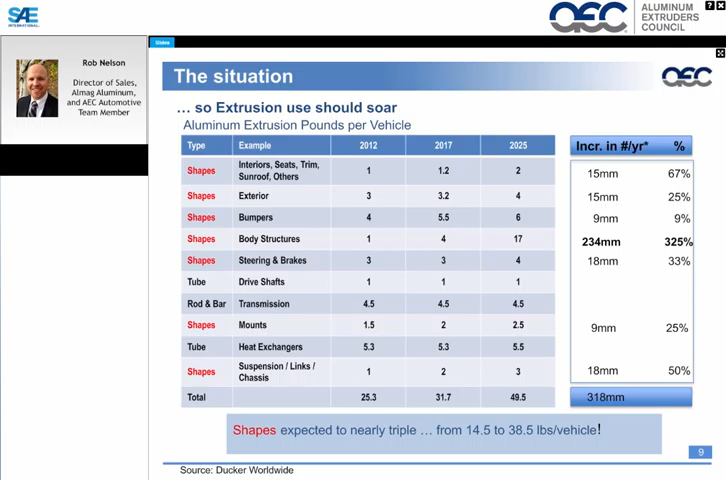 SAE
INTERNATIONAL
AEC
ALUMINUM
EXTRUDERS
COUNCIL
Slides
Rob Nelson
Director of Sales,
Almag Aluminum,
and AEC Automotive
Team Member
The situation
AEC
… so Extrusion use should soar
Aluminum Extrusion Pounds per Vehicle
Type Example 2012 2017 2025
Incr. in #/yr* %
Shapes Interiors, Seats, Trim, Sunroof, Others 1 1.2 2 15mm 67%
Shapes Exterior 3 3.2 4 15mm 25%
Shapes Bumpers 4 5.5 6 9mm 9%
Shapes Body Structures 1 4 17 234mm 325%
Shapes Steering & Brakes 3 3 4 18mm 33%
Tube Drive Shafts 1 1 1
Rod & Bar Transmission 4.5 4.5 4.5
Shapes Mounts 1.5 2 2.5 9mm 25%
Tube Heat Exchangers 5.3 5.3 5.5
Shapes Suspension / Links / Chassis 1 2 3 18mm 50%
Total 25.3 31.7 49.5 318mm
Shapes expected to nearly triple … from 14.5 to 38.5 lbs/vehicle!
9
Source: Ducker Worldwide